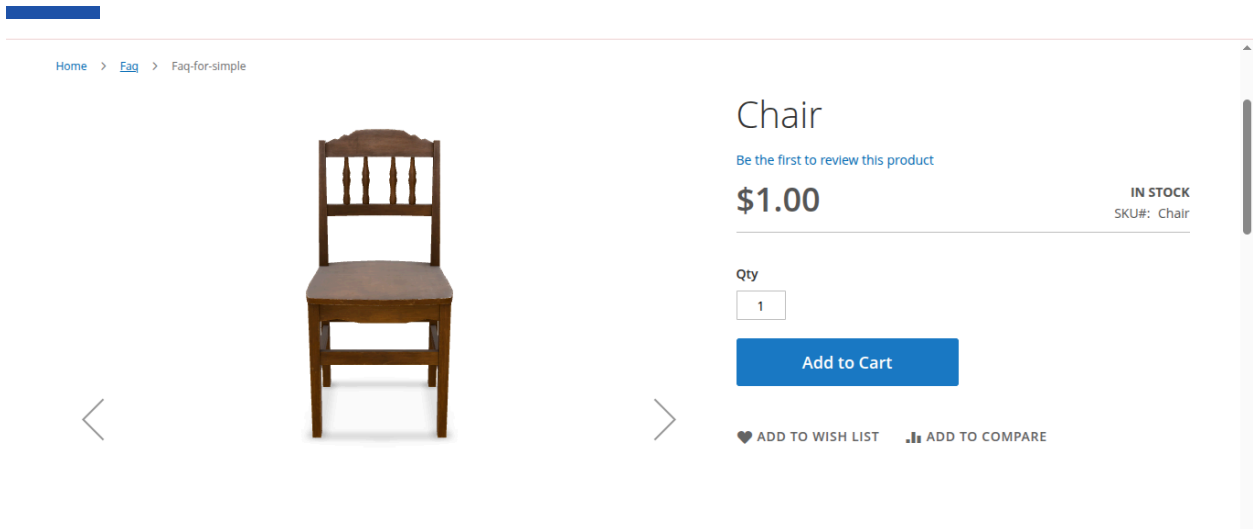 Home > Faq > Faq-for-simple
Chair
Be the first to review this product
$1.00
IN STOCK
SKU#: Chair
Qty
1
Add to Cart
ADD TO WISH LIST
ADD TO COMPARE